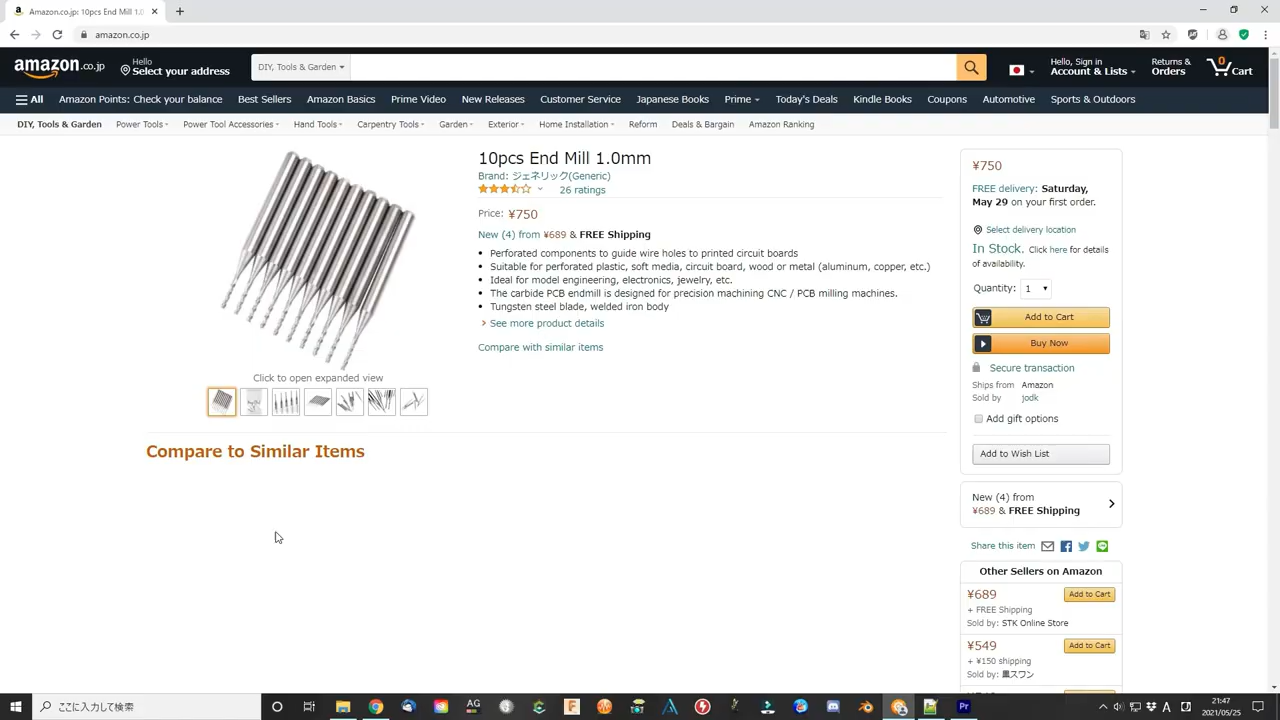 Amazon.co.jp: 10pcs End Mill 1.0
amazon.co.jp
amazon.co.jp
Hello
Select your address
DIY, Tools & Garden
Hello, Sign in
Account & Lists
Returns & Orders
0
Cart
All
Amazon Points: Check your balance
Best Sellers
Amazon Basics
Prime Video
New Releases
Customer Service
Japanese Books
Prime
Today's Deals
Kindle Books
Coupons
Automotive
Sports & Outdoors
DIY, Tools & Garden
Power Tools
Power Tool Accessories
Hand Tools
Carpentry Tools
Garden
Exterior
Home Installation
Reform
Deals & Bargain
Amazon Ranking
Click to open expanded view
10pcs End Mill 1.0mm
Brand: ジェネリック(Generic)
26 ratings
Price: ¥750
New (4) from ¥689 & FREE Shipping
Perforated components to guide wire holes to printed circuit boards
Suitable for perforated plastic, soft media, circuit board, wood or metal (aluminum, copper, etc.)
Ideal for model engineering, electronics, jewelry, etc.
The carbide PCB endmill is designed for precision machining CNC / PCB milling machines.
Tungsten steel blade, welded iron body
See more product details
Compare with similar items
Compare to Similar Items
¥750
FREE delivery: Saturday,
May 29 on your first order.
Select delivery location
In Stock. Click here for details
of availability.
Quantity: 1
Add to Cart
Buy Now
Secure transaction
Ships from Amazon
Sold by jodk
Add gift options
Add to Wish List
New (4) from
¥689 & FREE Shipping
Share this item
Other Sellers on Amazon
¥689
Add to Cart
+ FREE Shipping
Sold by: STK Online Store
¥549
Add to Cart
+ ¥150 shipping
Sold by: 黒スワン
ここに入力して検索
AG
F
Pr
A
21:47
2021/05/25